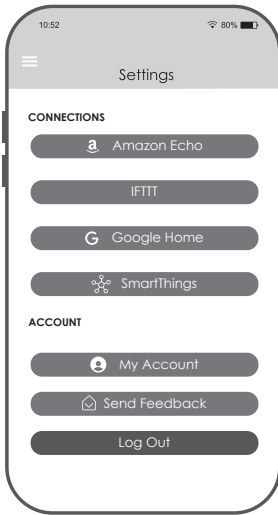 10:52 80%
Settings
CONNECTIONS
a Amazon Echo
IFTTT
G Google Home
SmartThings
ACCOUNT
My Account
Send Feedback
Log Out